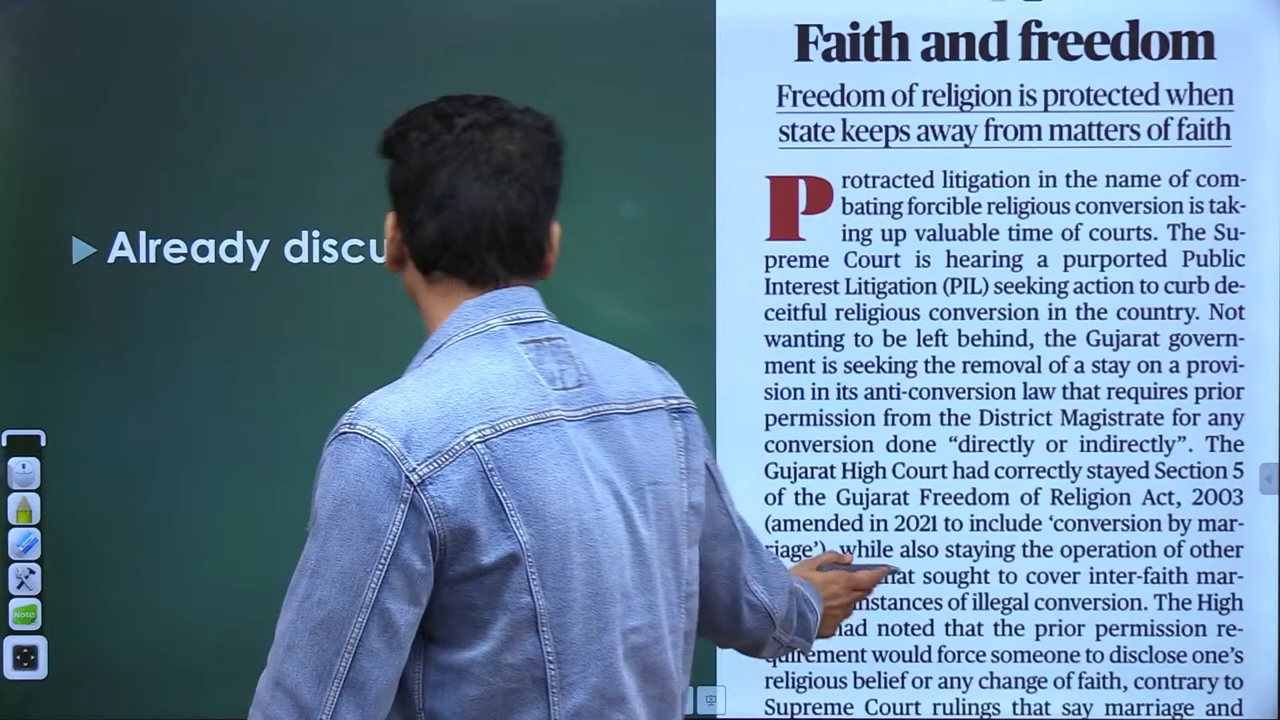 Already discu
Faith and freedom
Freedom of religion is protected when
state keeps away from matters of faith
Protracted litigation in the name of com-
bating forcible religious conversion is tak-
ing up valuable time of courts. The Su-
preme Court is hearing a purported Public
Interest Litigation (PIL) seeking action to curb de-
ceitful religious conversion in the country. Not
wanting to be left behind, the Gujarat govern-
ment is seeking the removal of a stay on a provi-
sion in its anti-conversion law that requires prior
permission from the District Magistrate for any
conversion done “directly or indirectly”. The
Gujarat High Court had correctly stayed Section 5
of the Gujarat Freedom of Religion Act, 2003
(amended in 2021 to include ‘conversion by mar-
riage’) while also staying the operation of other
hat sought to cover inter-faith mar-
instances of illegal conversion. The High
had noted that the prior permission re-
quirement would force someone to disclose one’s
religious belief or any change of faith, contrary to
Supreme Court rulings that say marriage and
Note